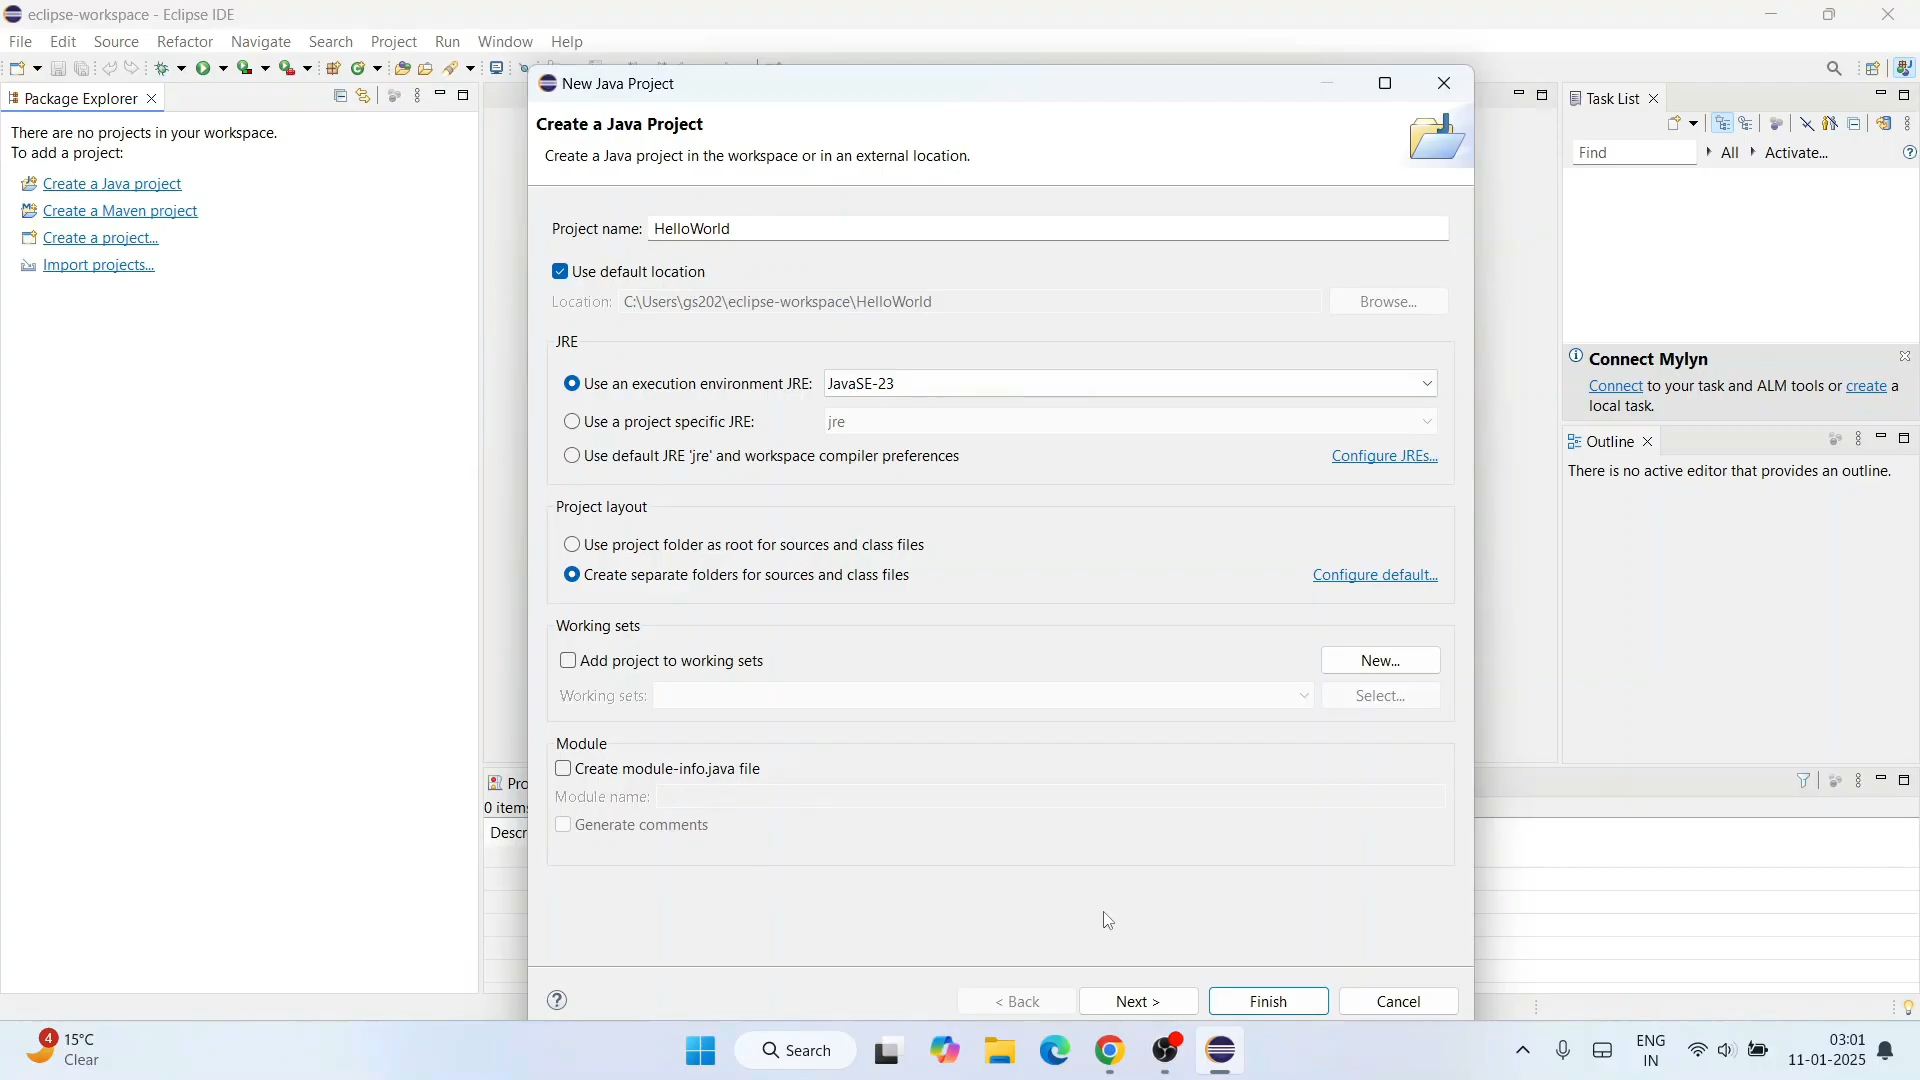 eclipse-workspace - Eclipse IDE
File Edit Source Refactor Navigate Search Project Run Window Help
Package Explorer
There are no projects in your workspace.
To add a project:
Create a Java project
Create a Maven project
Create a project...
Import projects...
New Java Project
Create a Java Project
Create a Java project in the workspace or in an external location.
Project name: HelloWorld
Use default location
Location: C:\Users\gs202\eclipse-workspace\HelloWorld Browse...
JRE
Use an execution environment JRE: JavaSE-23
Use a project specific JRE: jre
Use default JRE 'jre' and workspace compiler preferences Configure JREs...
Project layout
Use project folder as root for sources and class files
Create separate folders for sources and class files Configure default...
Working sets
Add project to working sets New...
Working sets: Select...
Module
Create module-info.java file
Module name:
Generate comments
< Back Next > Finish Cancel
Pro
0 item
Descr
Task List
Find All Activate...
Connect Mylyn
Connect to your task and ALM tools or create a
local task.
Outline
There is no active editor that provides an outline.
4
15°C
Clear
Search
ENG
IN
03:01
11-01-2025